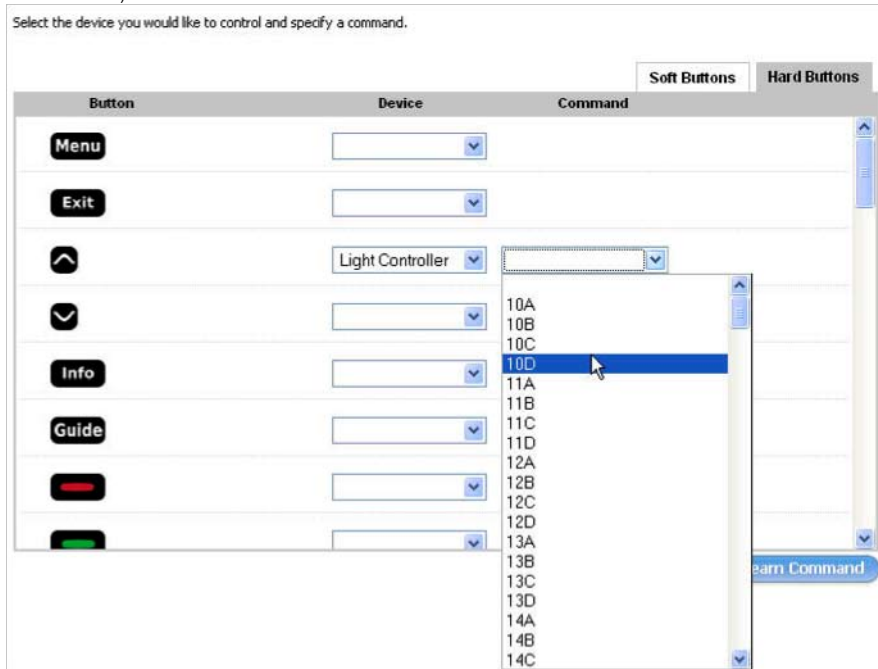 Select the device you would like to control and specify a command.
Soft Buttons Hard Buttons
Button Device Command
Menu
Exit
Light Controller
10A
10B
10C
10D
11A
Info
11B
11C
Guide
11D
12A
12B
12C
12D
13A
13B
earn Command
13C
13D
14A
14B
14C